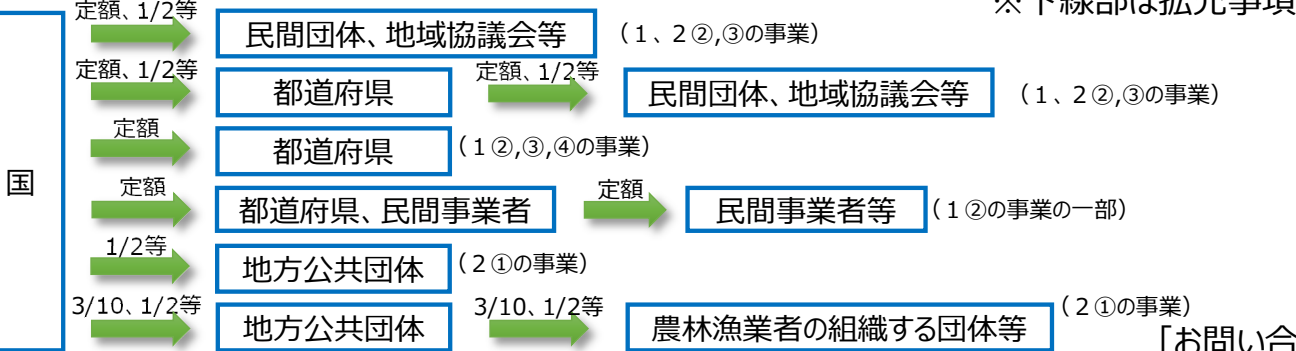 ※下線部は拡充事項
国
定額、1/2等
民間団体、地域協議会等 (1、2②,③の事業)
定額、1/2等 都道府県 定額、1/2等 民間団体、地域協議会等 (1、2②,③の事業)
定額
都道府県 (1②,③,④の事業)
定額 都道府県、民間事業者 定額 民間事業者等 (1②の事業の一部)
1/2等
地方公共団体 (2①の事業)
3/10、1/2等 地方公共団体 3/10、1/2等 農林漁業者の組織する団体等 (2①の事業)
［お問い合